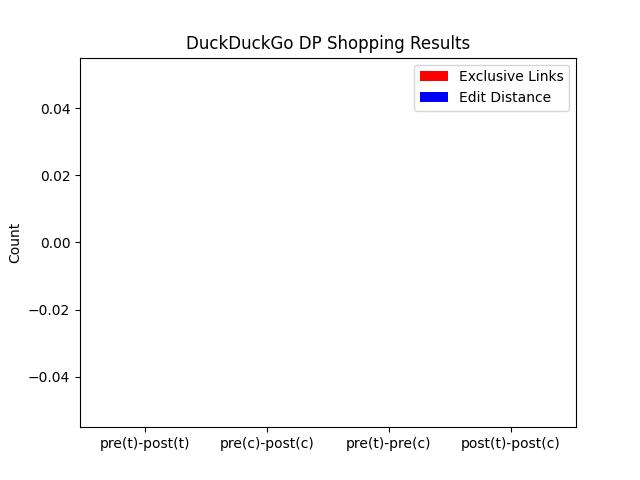 DuckDuckGo DP Shopping Results
Exclusive Links
Edit Distance
0.04
0.02
0.00
−0.02
−0.04
Count
pre(t)-post(t) pre(c)-post(c) pre(t)-pre(c) post(t)-post(c)